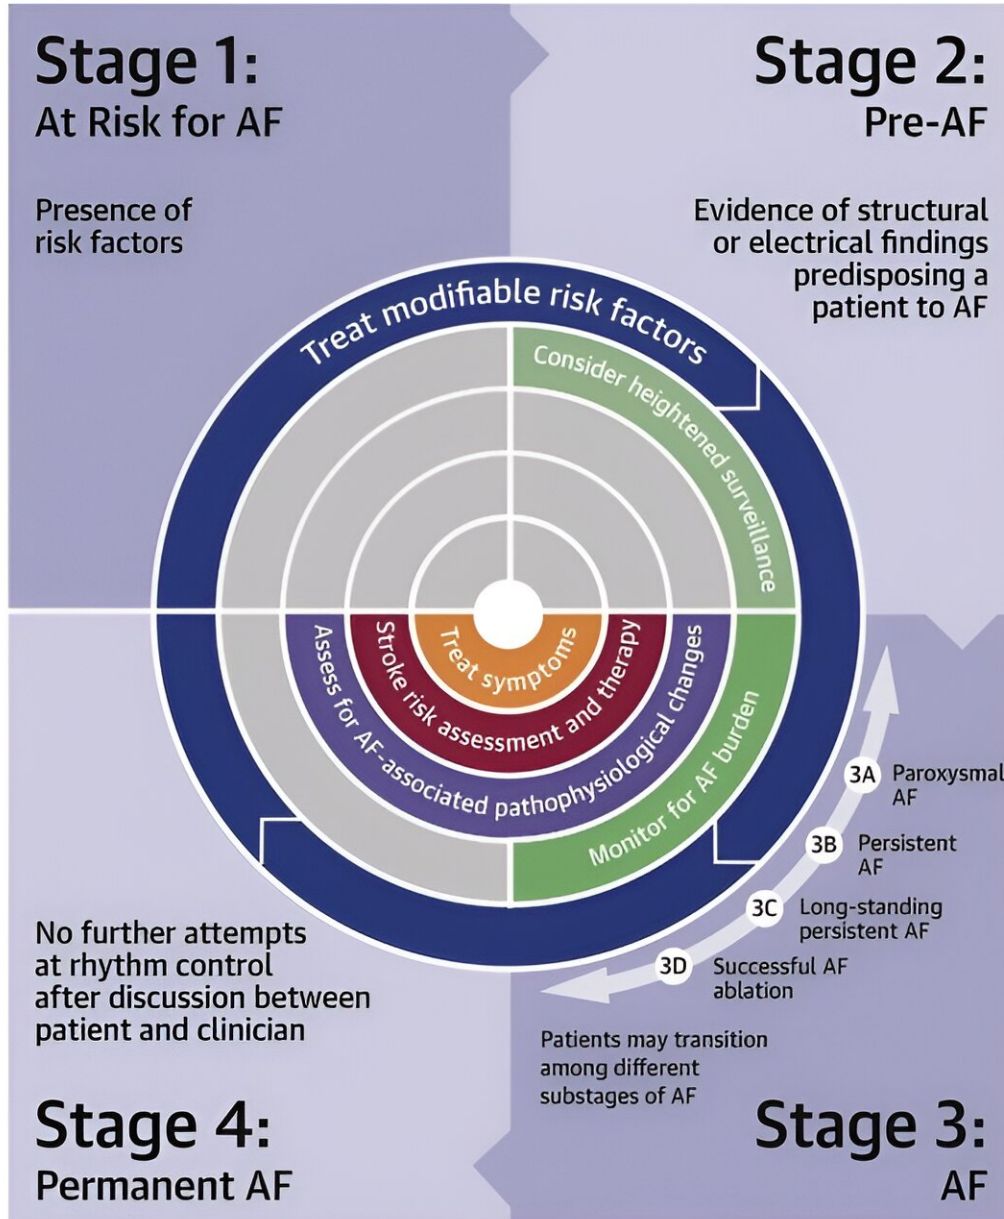 Stage 1:
At Risk for AF
Presence of
risk factors
Stage 2:
Pre-AF
Evidence of structural
or electrical findings
predisposing a
patient to AF
Treat modifiable risk factors
Consider heightened surveillance
Treat symptoms
Stroke risk assessment and therapy
Assess for AF-associated pathophysiological changes
Monitor for AF burden
3A Paroxysmal
AF
3B Persistent
AF
3C Long-standing
persistent AF
3D Successful AF
ablation
Patients may transition
among different
substages of AF
Stage 3:
AF
No further attempts
at rhythm control
after discussion between
patient and clinician
Stage 4:
Permanent AF